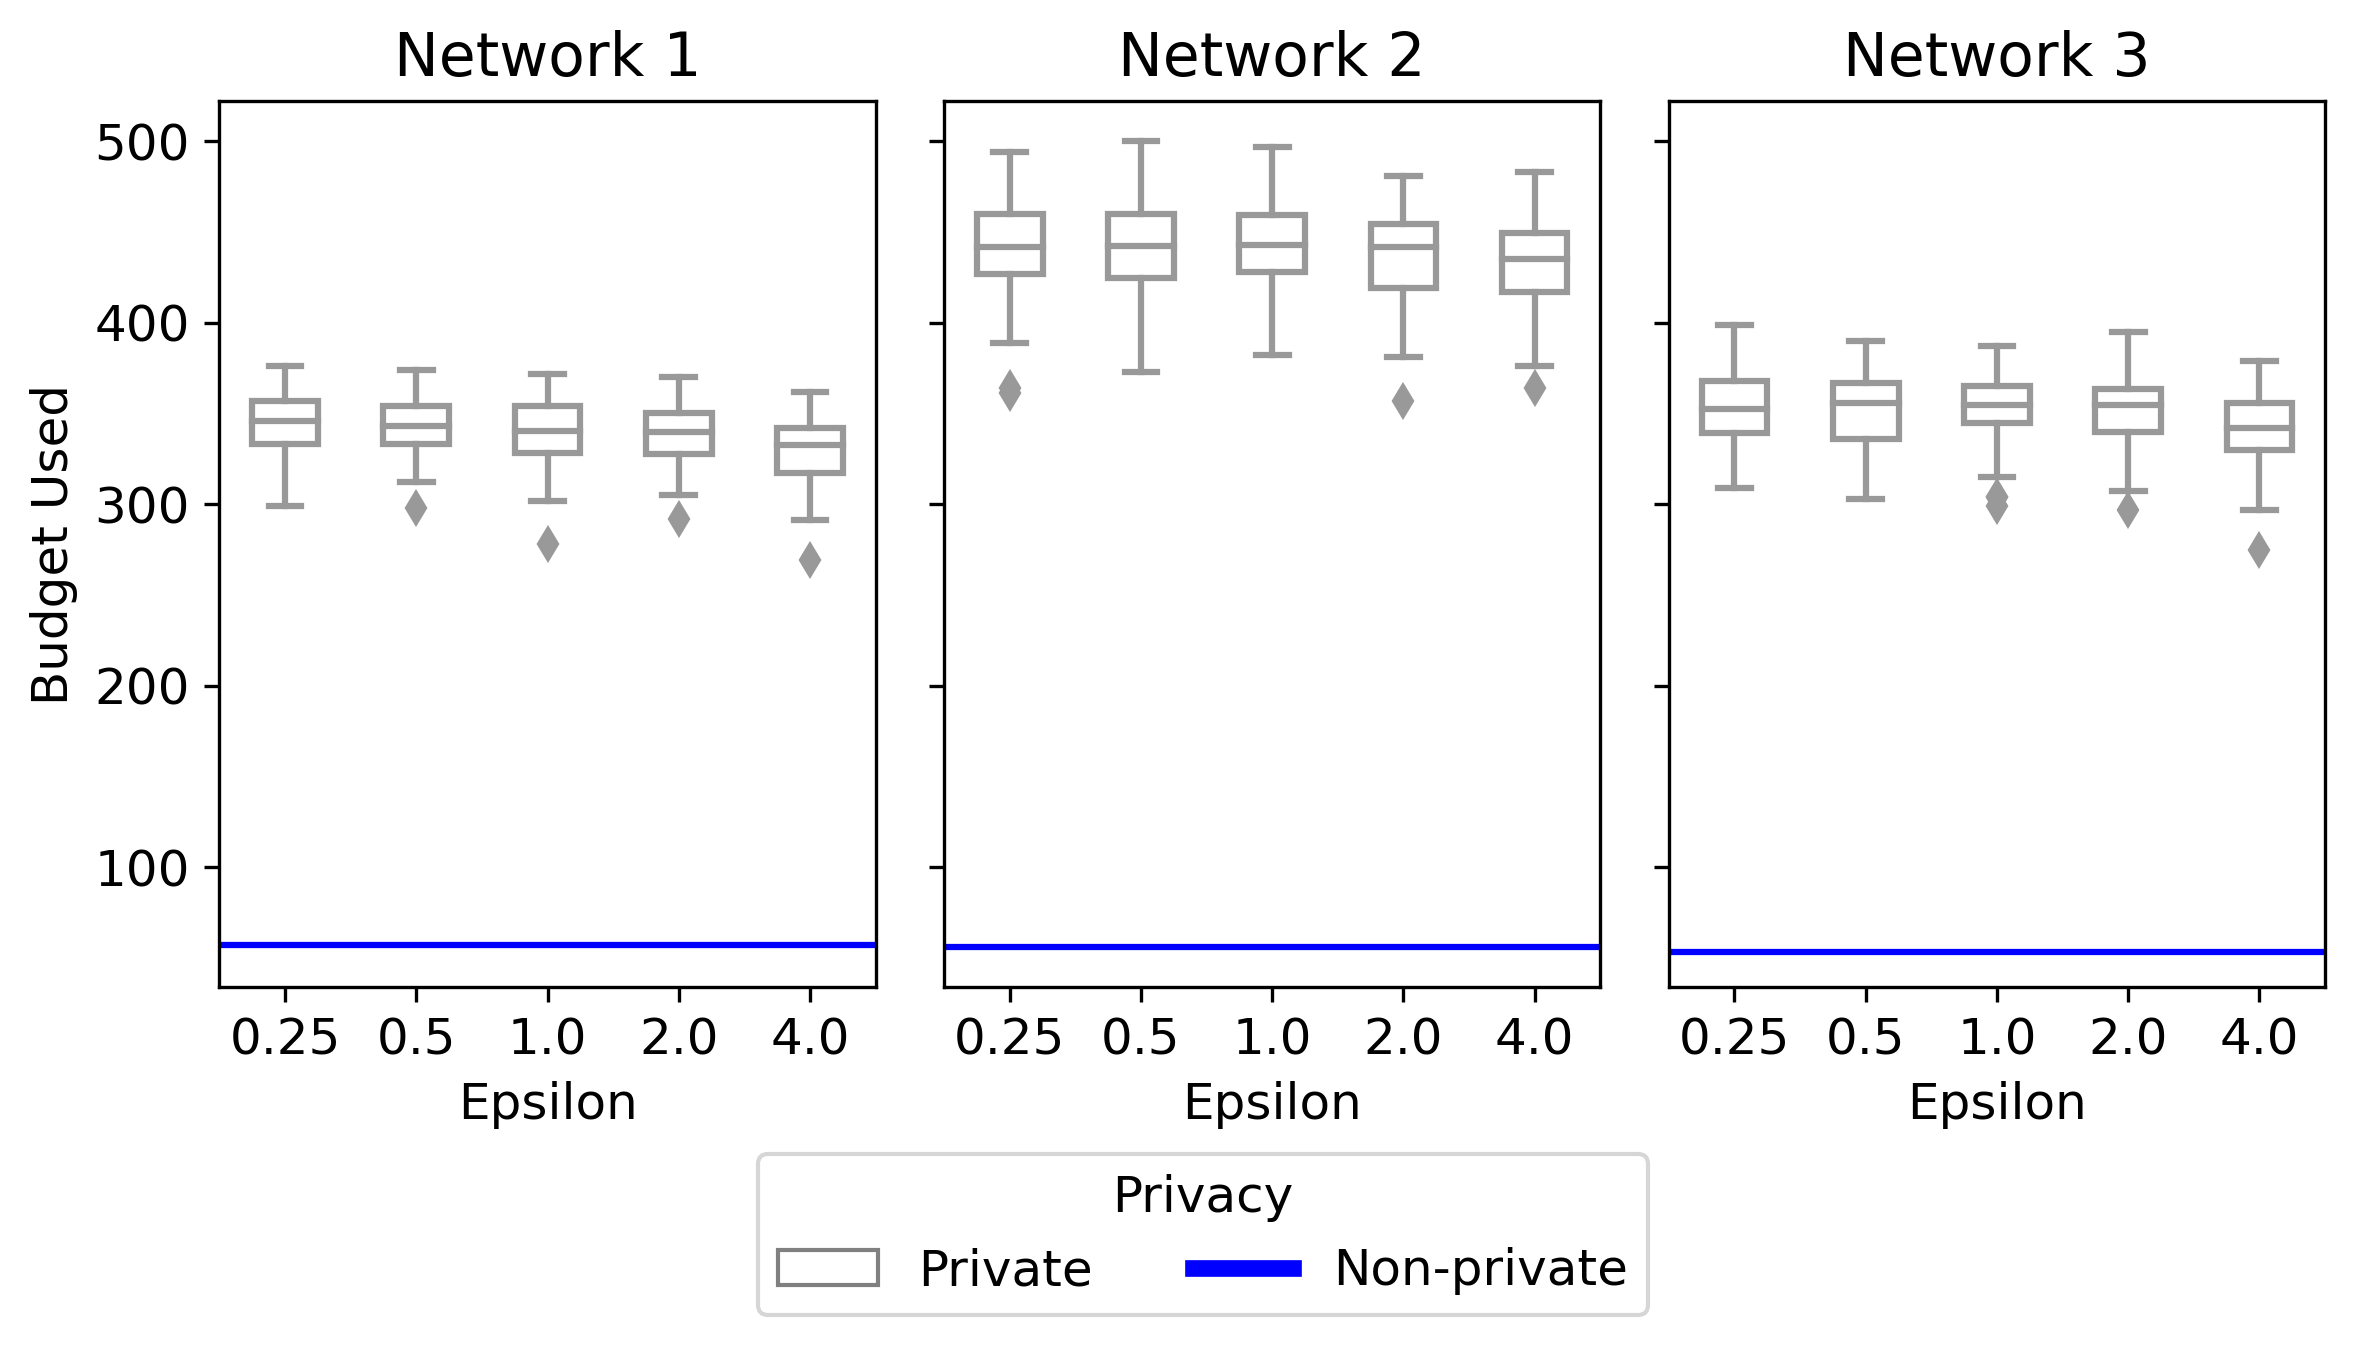 Network 1
Network 2
Network 3
Budget Used
500
400
300
200
100
0.25 0.5 1.0 2.0 4.0
0.25 0.5 1.0 2.0 4.0
0.25 0.5 1.0 2.0 4.0
Epsilon
Epsilon
Epsilon
Privacy
Private
Non-private